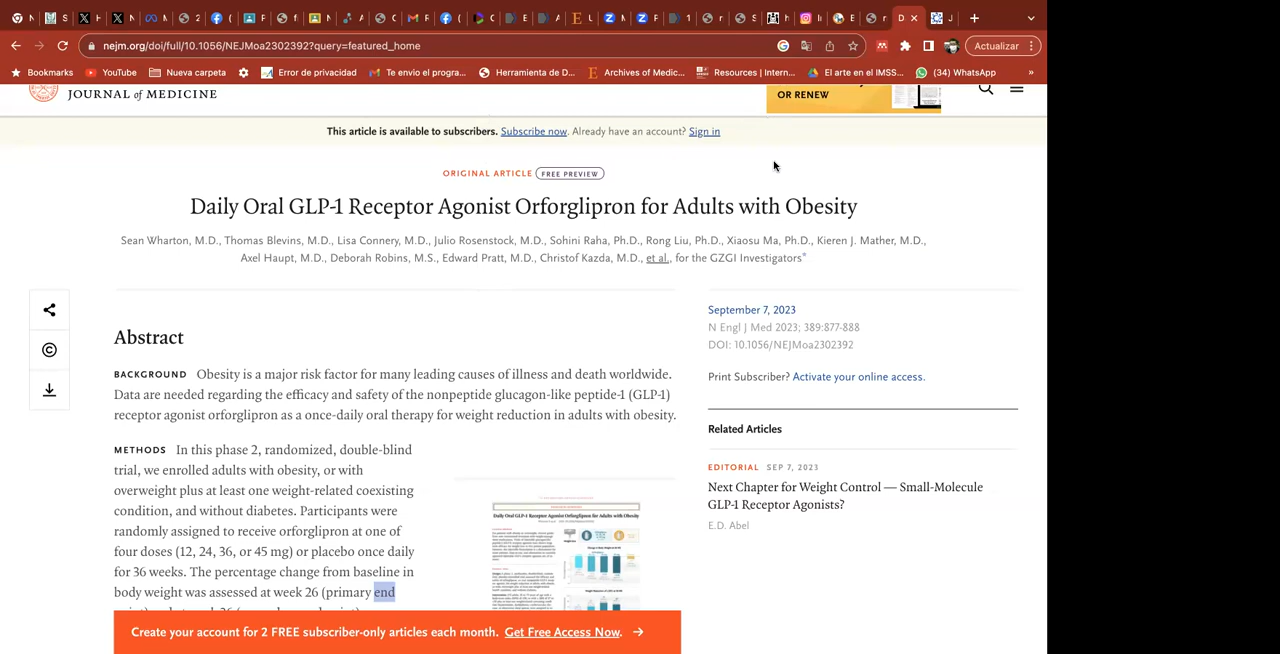 nejm.org/doi/full/10.1056/NEJMoa2302392?query=featured_home
Actualizar
Bookmarks YouTube Nueva carpeta Error de privacidad Te envio el progra... Herramienta de D... Archives of Medic... Resources | Intern... El arte en el IMSS... (34) WhatsApp »
JOURNAL of MEDICINE
OR RENEW
This article is available to subscribers. Subscribe now. Already have an account? Sign in
ORIGINAL ARTICLE FREE PREVIEW
Daily Oral GLP-1 Receptor Agonist Orforglipron for Adults with Obesity
Sean Wharton, M.D., Thomas Blevins, M.D., Lisa Connery, M.D., Julio Rosenstock, M.D., Sohini Raha, Ph.D., Rong Liu, Ph.D., Xiaosu Ma, Ph.D., Kieren J. Mather, M.D.,
Axel Haupt, M.D., Deborah Robins, M.S., Edward Pratt, M.D., Christof Kazda, M.D., et al., for the GZGI Investigators*
Abstract
BACKGROUND Obesity is a major risk factor for many leading causes of illness and death worldwide.
Data are needed regarding the efficacy and safety of the nonpeptide glucagon-like peptide-1 (GLP-1)
receptor agonist orforglipron as a once-daily oral therapy for weight reduction in adults with obesity.
METHODS In this phase 2, randomized, double-blind
trial, we enrolled adults with obesity, or with
overweight plus at least one weight-related coexisting
condition, and without diabetes. Participants were
randomly assigned to receive orforglipron at one of
four doses (12, 24, 36, or 45 mg) or placebo once daily
for 36 weeks. The percentage change from baseline in
body weight was assessed at week 26 (primary end
Daily Oral GLP-1 Receptor Agonist Orforglipron for Adults with Obesity
September 7, 2023
N Engl J Med 2023; 389:877-888
DOI: 10.1056/NEJMoa2302392
Print Subscriber? Activate your online access.
Related Articles
EDITORIAL SEP 7, 2023
Next Chapter for Weight Control — Small-Molecule
GLP-1 Receptor Agonists?
E.D. Abel
Create your account for 2 FREE subscriber-only articles each month. Get Free Access Now. →